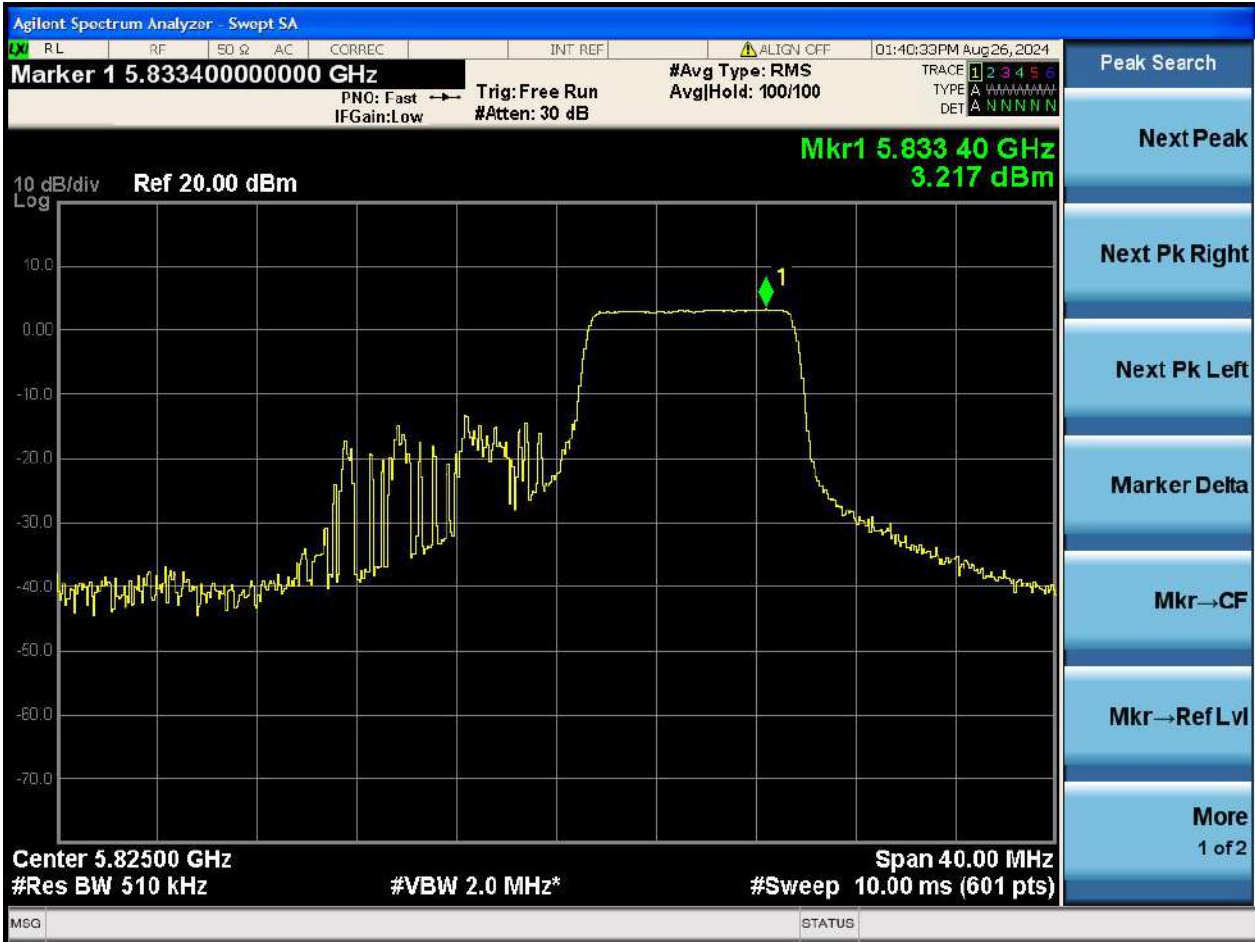 Agilent Spectrum Analyzer - Swept SA
LXI RL RF 50 Ω AC CORREC INT REF ALIGN OFF 01:40:33PM Aug 26, 2024
Marker 1 5.833400000000 GHz
PNO: Fast
IFGain:Low
Trig: Free Run
#Atten: 30 dB
#Avg Type: RMS
Avg|Hold: 100/100
TRACE 1 2 3 4 5 6
TYPE A WWWWW
DET A N N N N N
Mkr1 5.833 40 GHz
3.217 dBm
10 dB/div Ref 20.00 dBm
Log
10.0
0.00
-10.0
-20.0
-30.0
-40.0
-50.0
-60.0
-70.0
1
Center 5.82500 GHz
Span 40.00 MHz
#Res BW 510 kHz
#VBW 2.0 MHz*
#Sweep 10.00 ms (601 pts)
MSG
STATUS
Peak Search
Next Peak
Next Pk Right
Next Pk Left
Marker Delta
Mkr→CF
Mkr→Ref Lvl
More
1 of 2